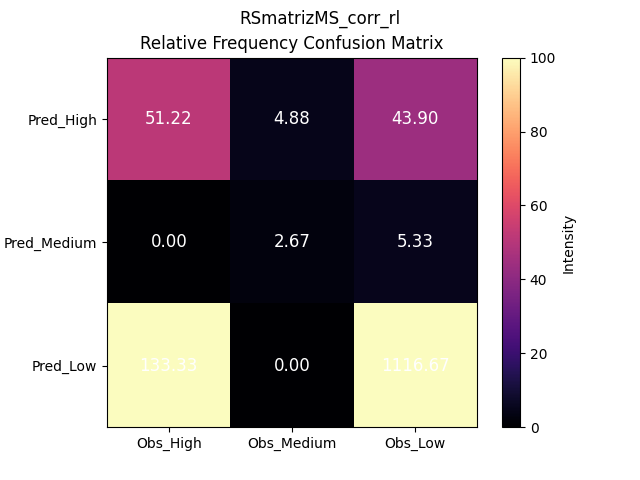 RSmatrizMS_corr_rl
Relative Frequency Confusion Matrix
Pred_High 51.22 4.88 43.90
Pred_Medium 0.00 2.67 5.33
Pred_Low 133.33 0.00 1116.67
Obs_High Obs_Medium Obs_Low
100
80
60
40
20
0
Intensity